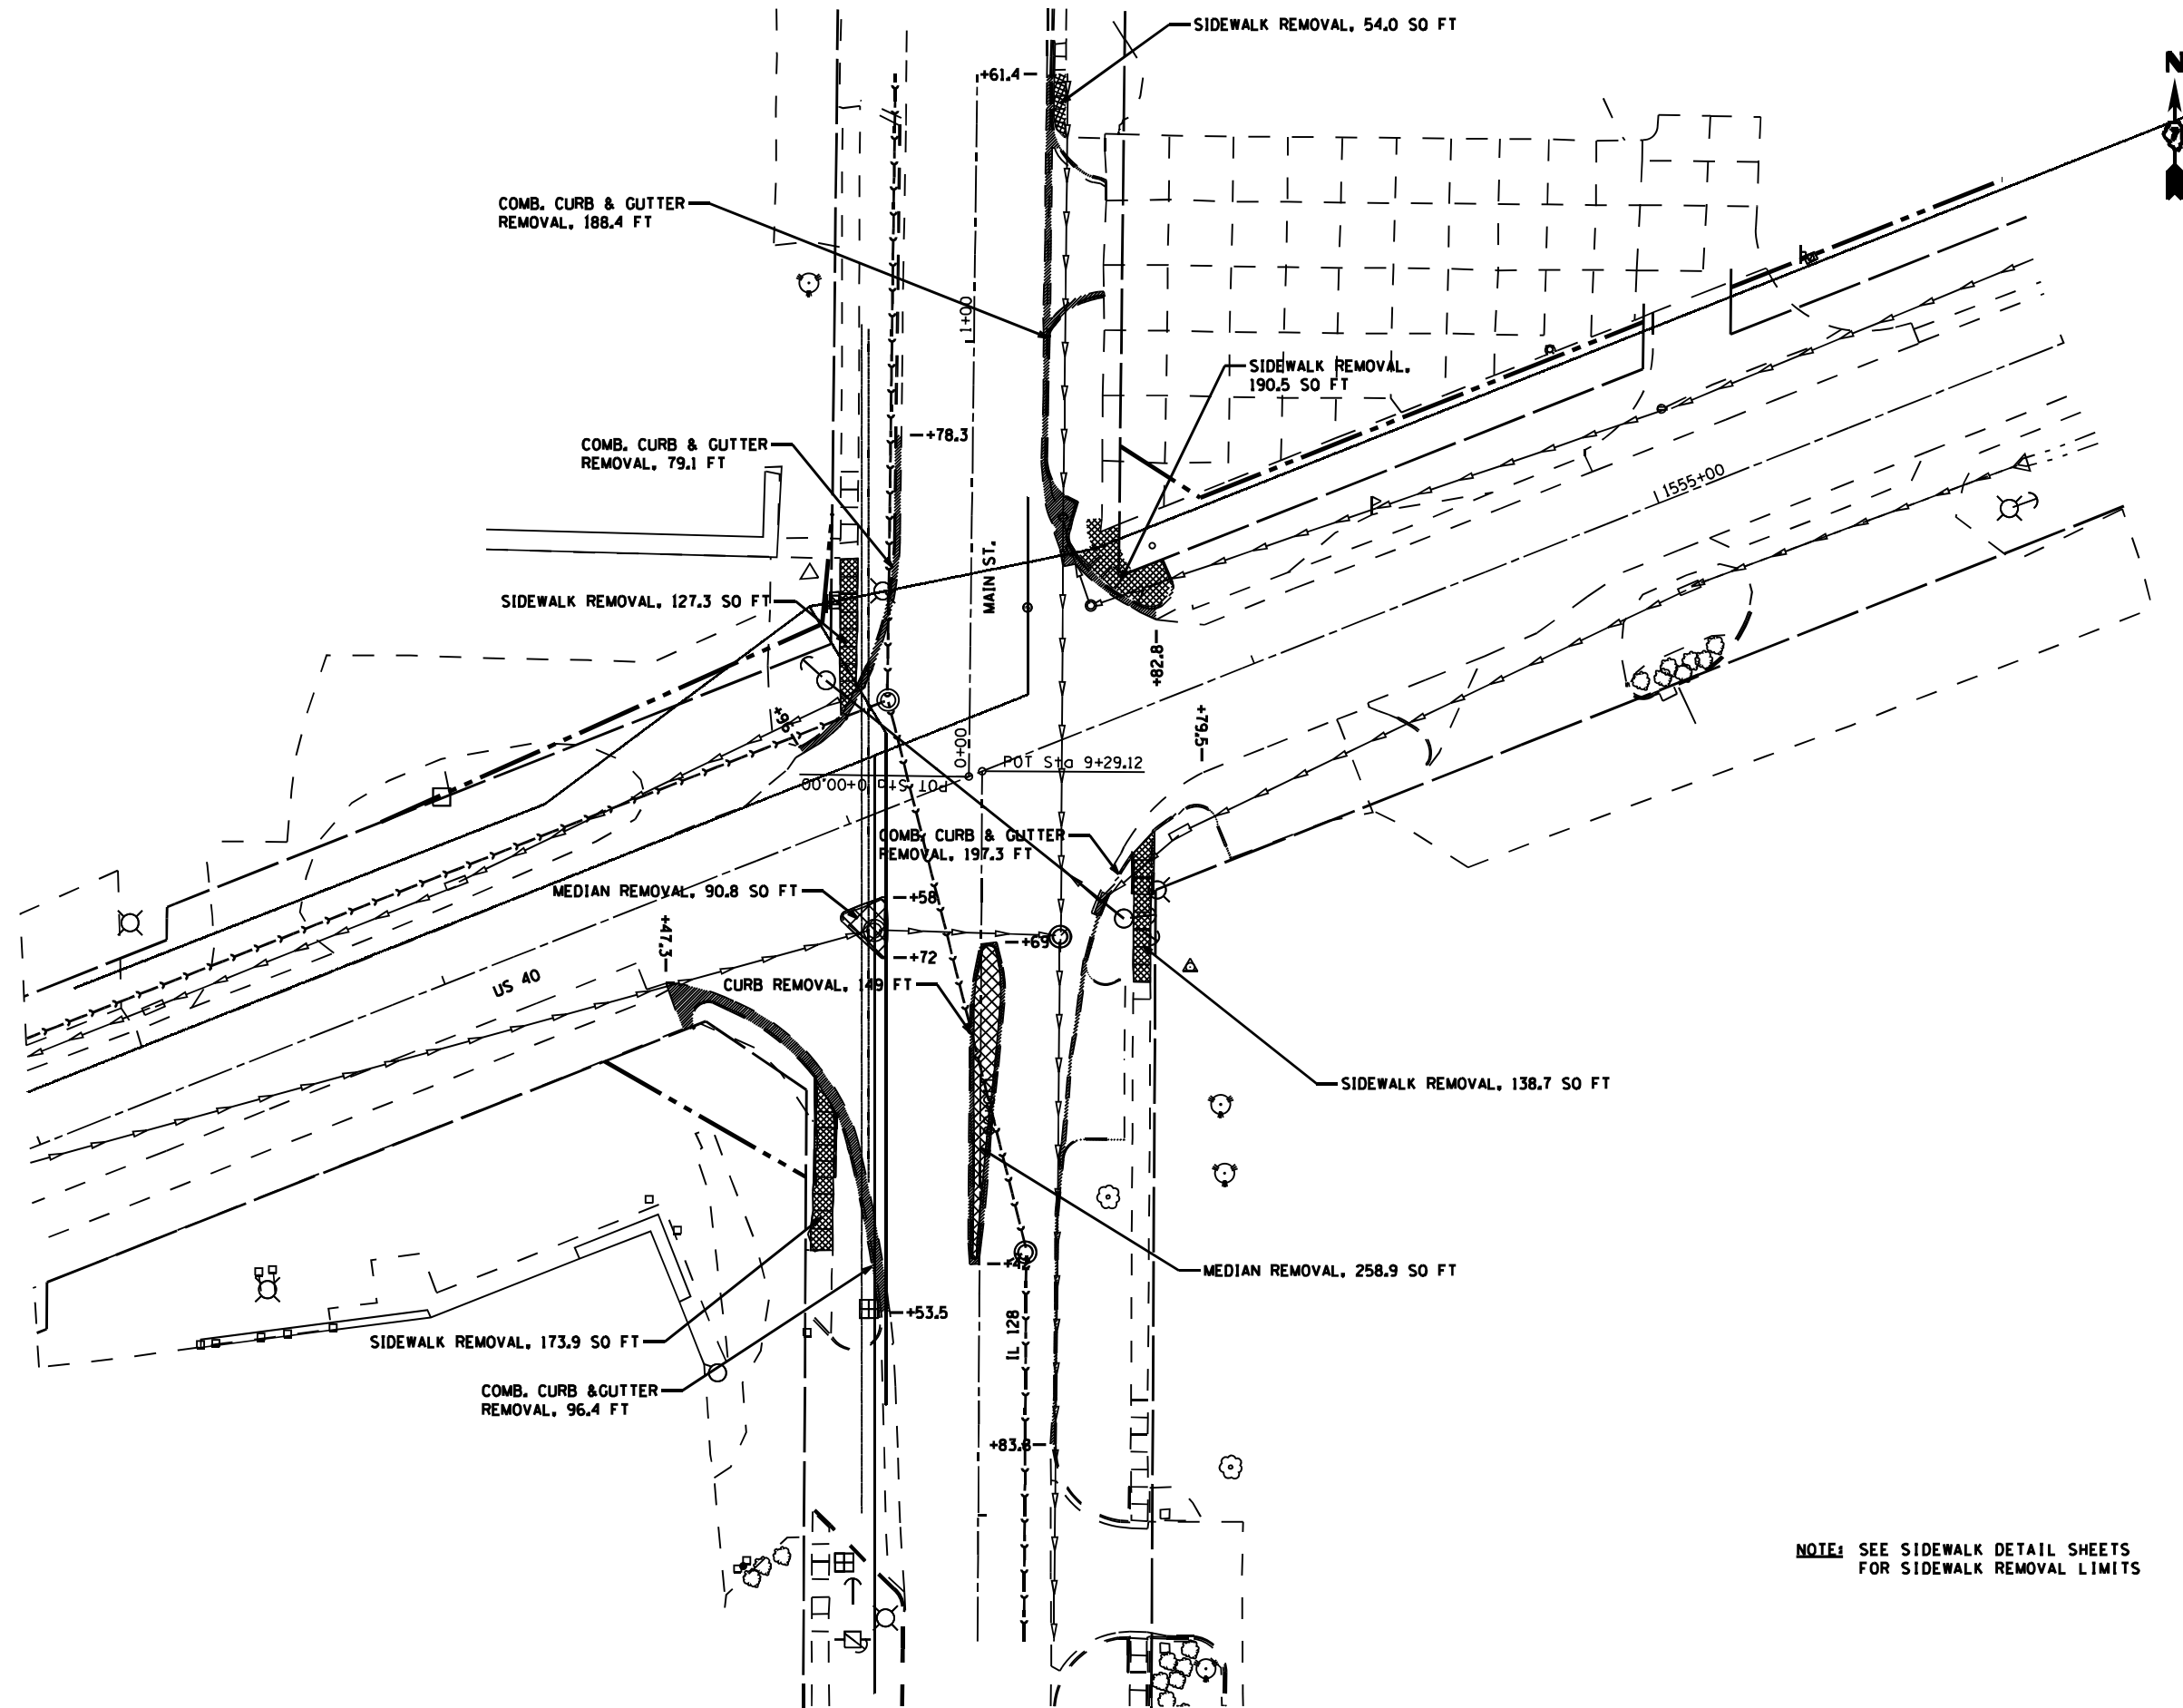 SIDEWALK REMOVAL, 54.0 SQ FT
N
+61.4
COMB. CURB & GUTTER
REMOVAL, 188.4 FT
1+00
SIDEWALK REMOVAL,
190.5 SQ FT
+78.3
COMB. CURB & GUTTER
REMOVAL, 79.1 FT
1555+00
MAIN ST.
SIDEWALK REMOVAL, 127.3 SQ FT
+82.8
+96
+79.5
0+00
POT Sta 9+29.12
POT Sta 0+00.00
COMB. CURB & GUTTER
REMOVAL, 197.3 FT
MEDIAN REMOVAL, 90.8 SQ FT
+58
+47.3
+69
+72
US 40
CURB REMOVAL, 149 FT
SIDEWALK REMOVAL, 138.7 SQ FT
MEDIAN REMOVAL, 258.9 SQ FT
+53.5
IL 128
SIDEWALK REMOVAL, 173.9 SQ FT
COMB. CURB &GUTTER
REMOVAL, 96.4 FT
+83.8
NOTE: SEE SIDEWALK DETAIL SHEETS
FOR SIDEWALK REMOVAL LIMITS